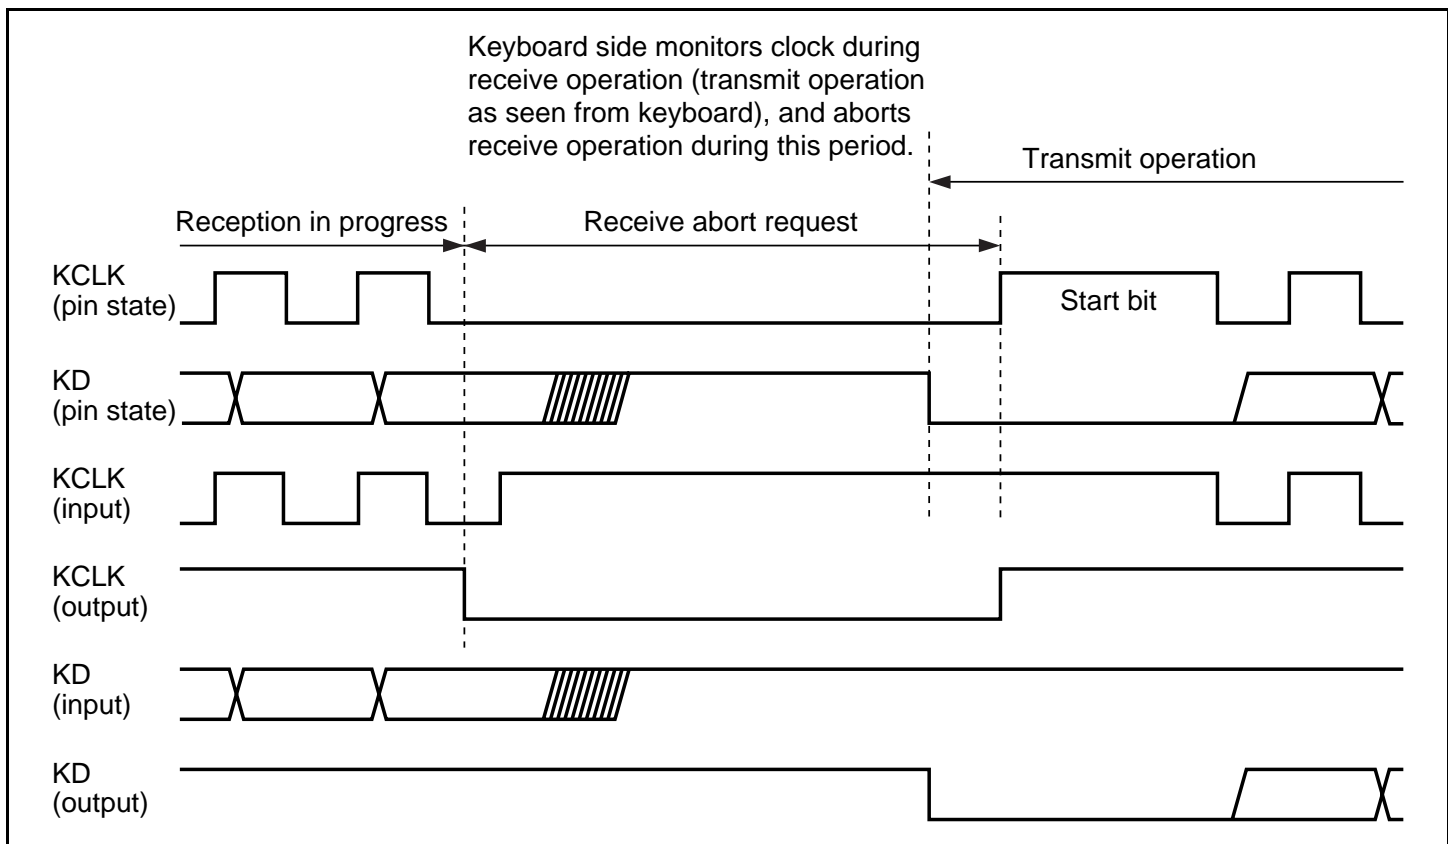 Keyboard side monitors clock during
receive operation (transmit operation
as seen from keyboard), and aborts
receive operation during this period.
Transmit operation
Reception in progress
Receive abort request
KCLK
(pin state)
Start bit
KD
(pin state)
KCLK
(input)
KCLK
(output)
KD
(input)
KD
(output)